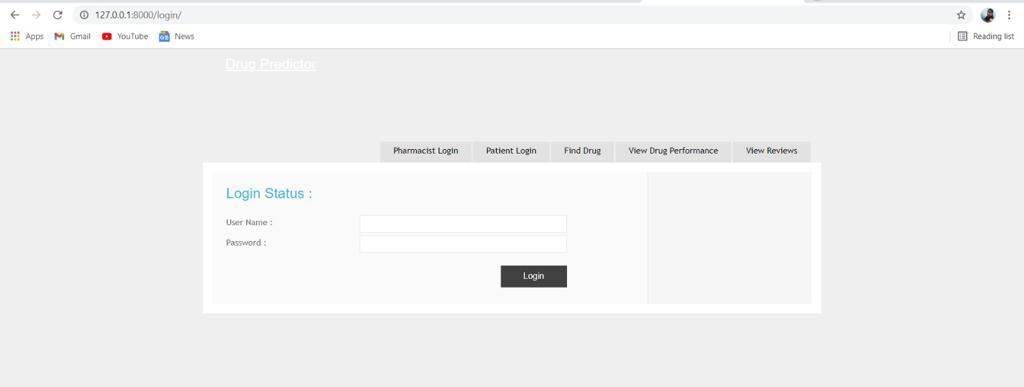 127.0.0.1:8000/login/
Apps Gmail YouTube GE News Reading list
Drug Predictor
Pharmacist Login Patient Login Find Drug View Drug Performance View Reviews
Login Status :
User Name :
Password :
Login